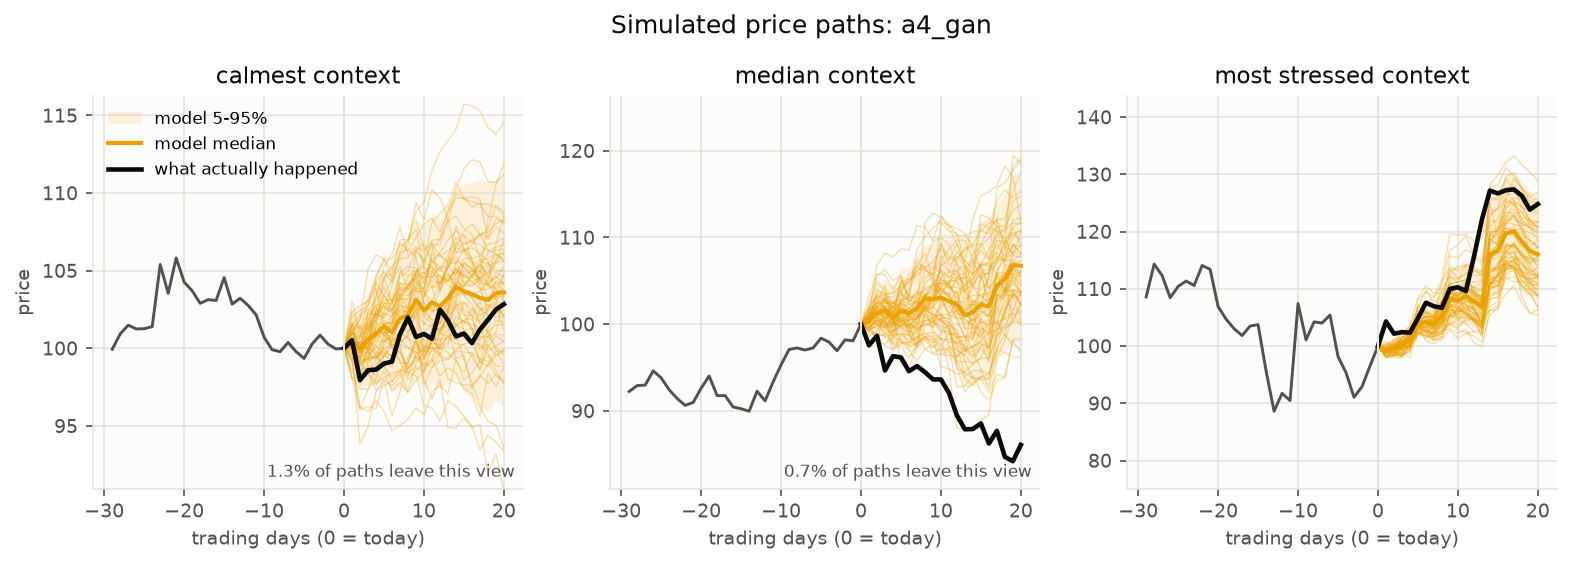 Simulated price paths: a4_gan
calmest context
115
110
105
100
95
price
model 5-95%
model median
what actually happened
1.3% of paths leave this view
−30 −20 −10 0 10 20
trading days (0 = today)
median context
120
110
100
90
price
0.7% of paths leave this view
−30 −20 −10 0 10 20
trading days (0 = today)
most stressed context
140
130
120
110
100
90
80
price
−30 −20 −10 0 10 20
trading days (0 = today)